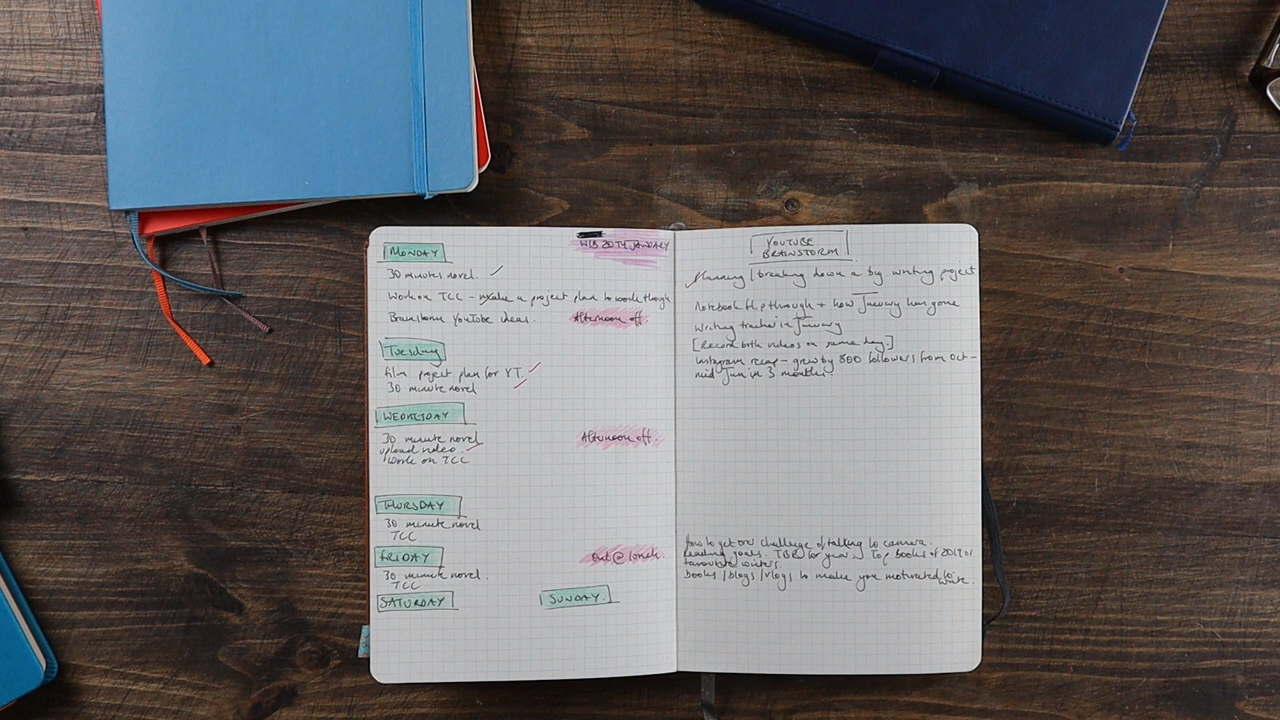 MONDAY
W/B 20TH JANUARY
30 minutes novel.
Work on TCC - make a project plan to work through
Brainstorm YouTube ideas.
Afternoon off
Tuesday
Film project plan for YT.
30 minute novel
WEDNESDAY
30 minute novel
Afternoon off.
upload video.
Work on TCC
THURSDAY
30 minute novel
TCC
FRIDAY
Out @ lunch.
30 minute novel.
TCC
SATURDAY
SUNDAY.
YOUTUBE
BRAINSTORM
Planning / breaking down a big writing project
Notebook flipthrough + how January has gone
Writing tracker in January
[Record both videos on same day.]
Instagram recap - grew by 800 followers from Oct -
mid Jan in 3 months.
How to get over challenge of talking to camera.
Reading goals. TBR for year. Top books of 2019 or
favourite writers.
Books / blogs / vlogs to make you motivated to
write.